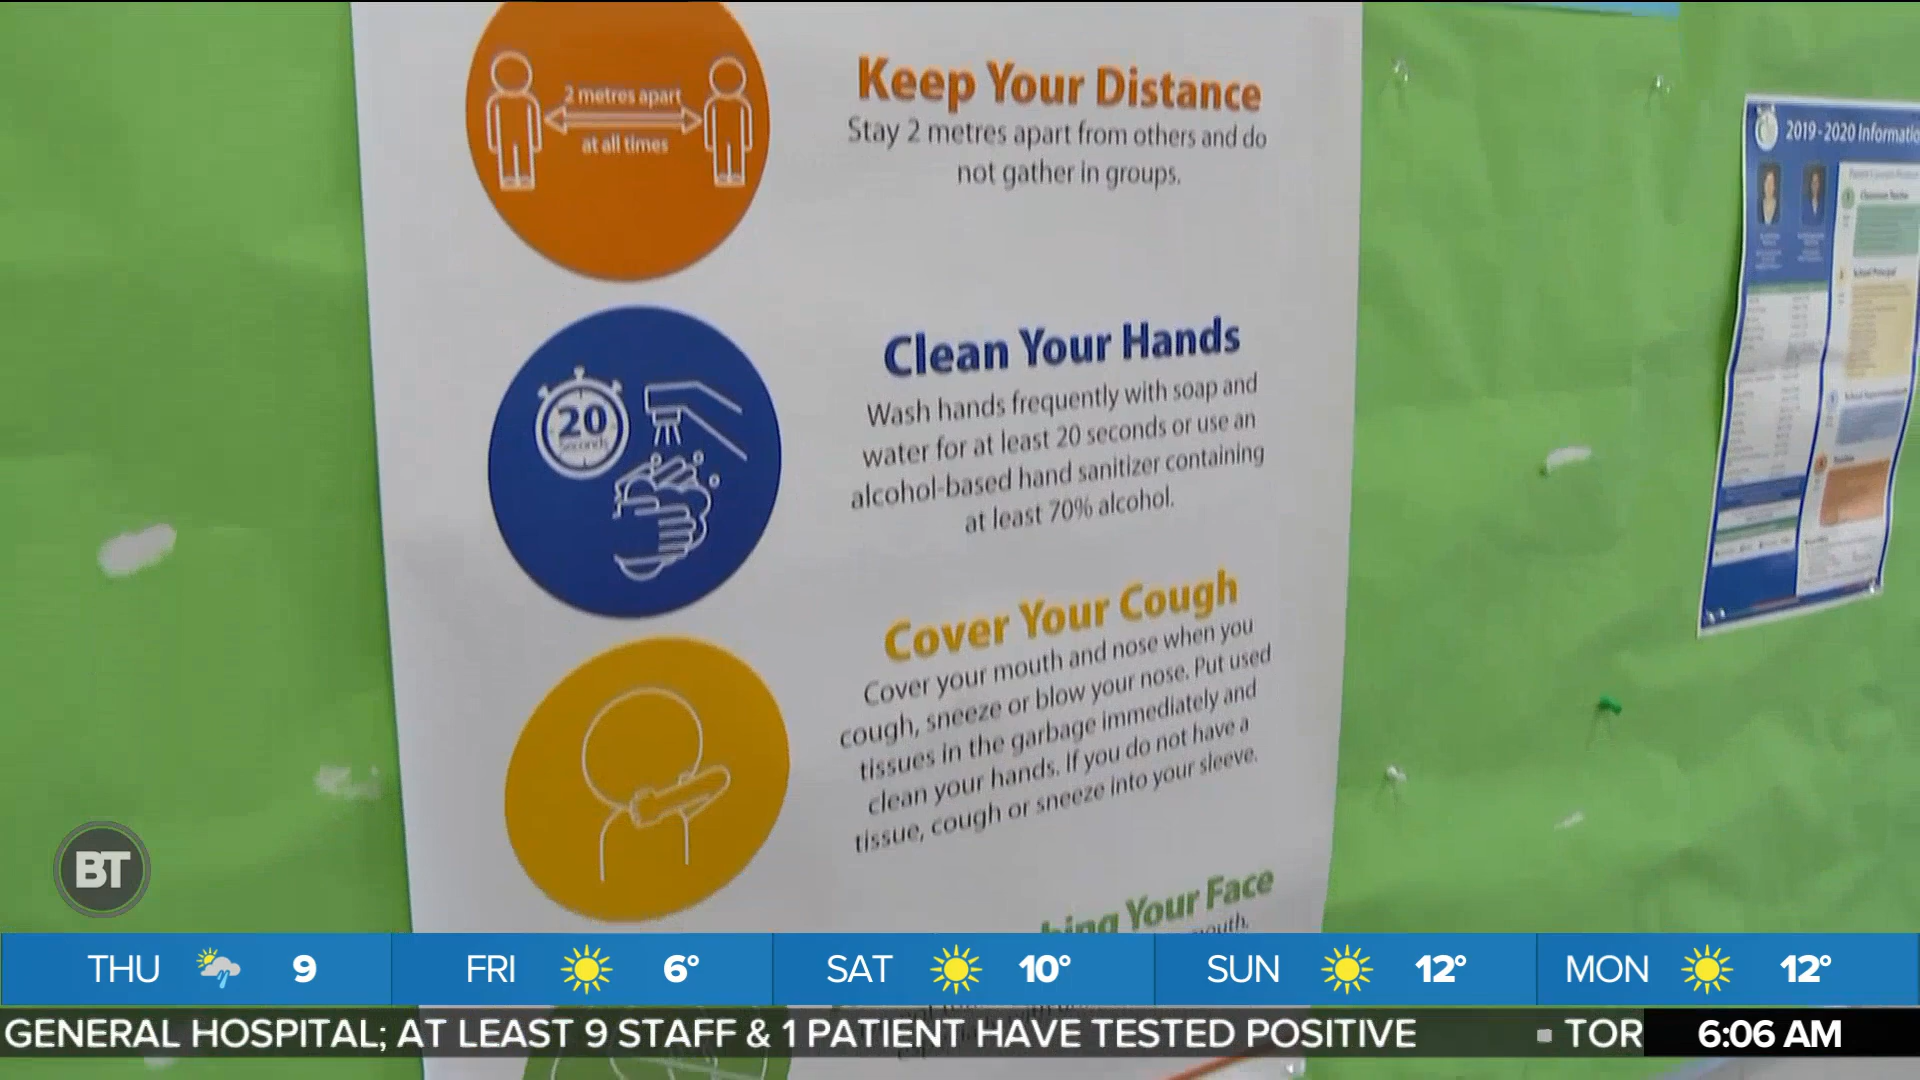 2 metres apart
at all times
Keep Your Distance
Stay 2 metres apart from others and do
not gather in groups.
20
seconds
Clean Your Hands
Wash hands frequently with soap and
water for at least 20 seconds or use an
alcohol-based hand sanitizer containing
at least 70% alcohol.
Cover Your Cough
Cover your mouth and nose when you
cough, sneeze or blow your nose. Put used
tissues in the garbage immediately and
clean your hands. If you do not have a
tissue, cough or sneeze into your sleeve.
Your Face
2019-2020
Classroom Teacher
School Principal
BT
THU 9 FRI 6° SAT 10° SUN 12° MON 12°
GENERAL HOSPITAL; AT LEAST 9 STAFF & 1 PATIENT HAVE TESTED POSITIVE TOR 6:06 AM